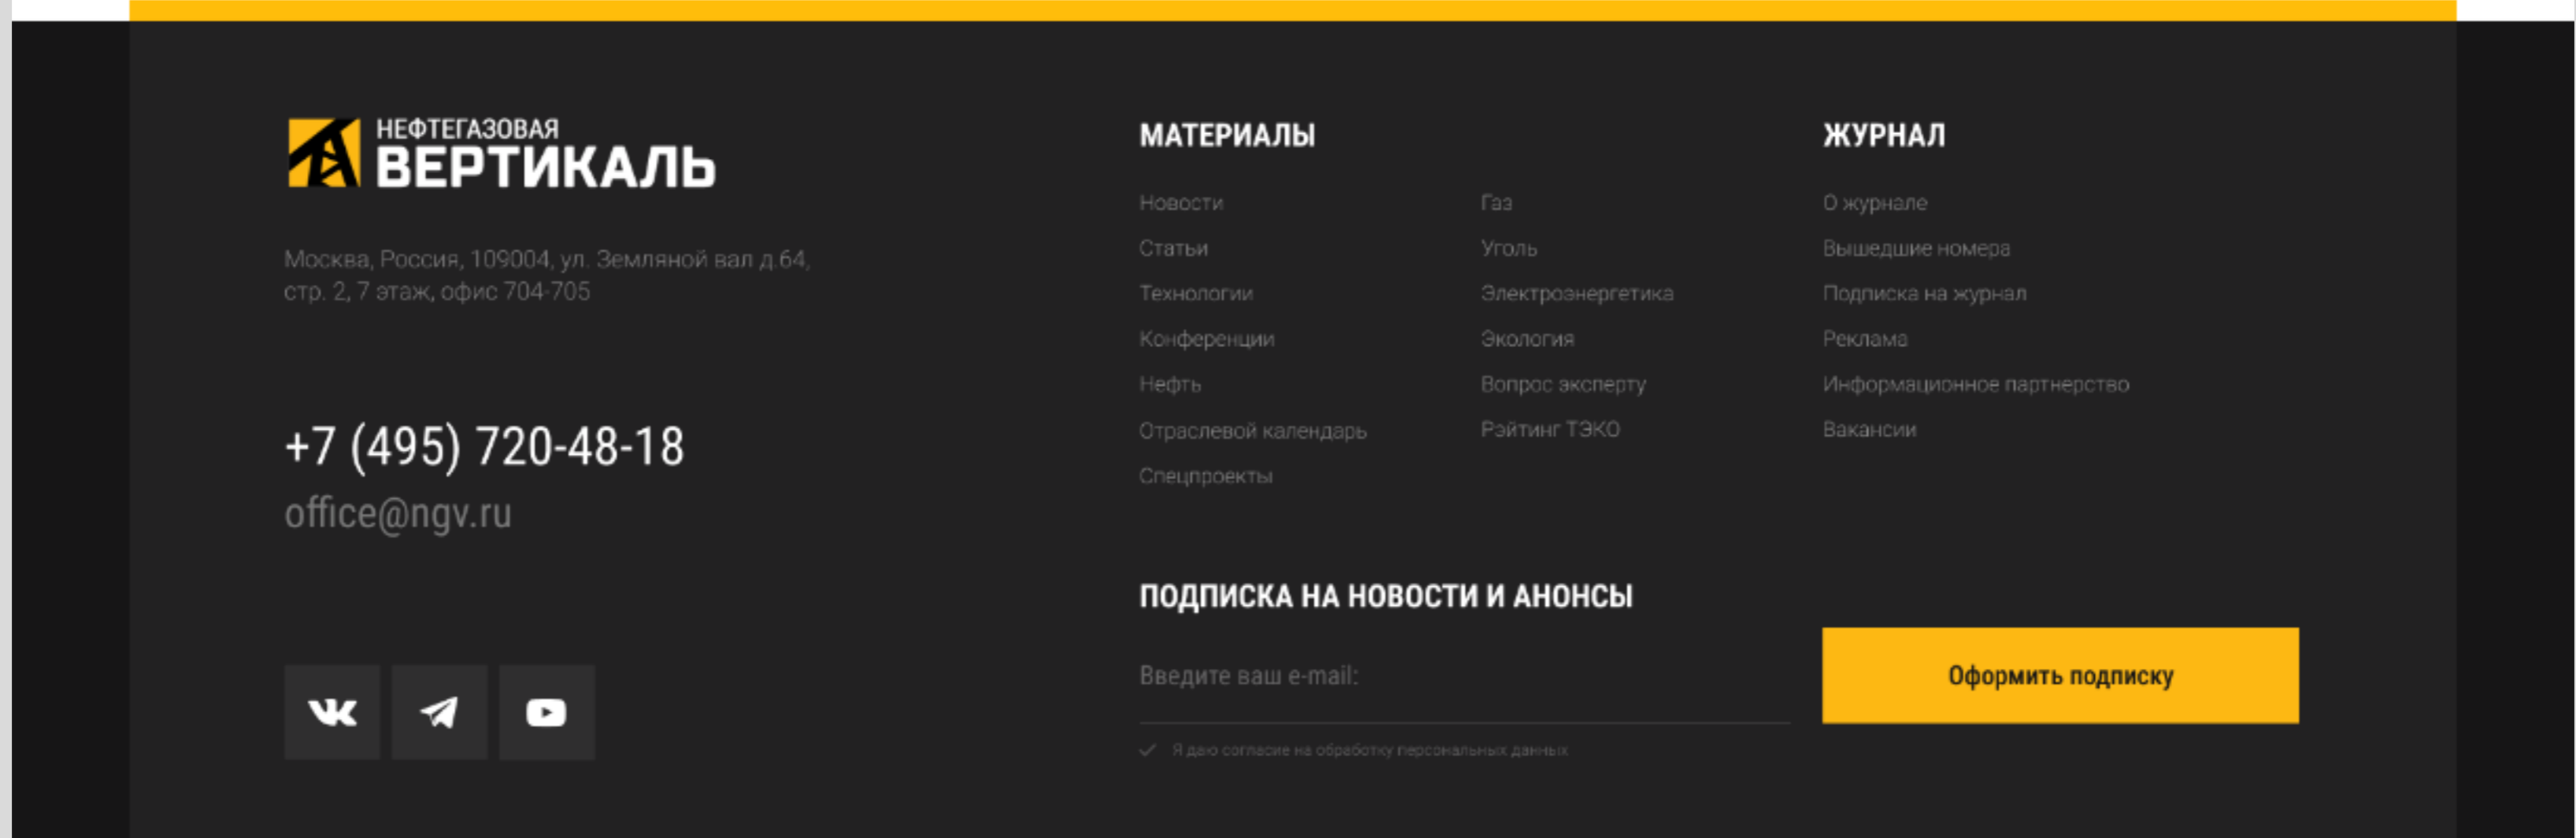 НЕФТЕГАЗОВАЯ
ВЕРТИКАЛЬ
Москва, Россия, 109004, ул. Земляной вал д.64,
стр. 2, 7 этаж, офис 704-705
+7 (495) 720-48-18
office@ngv.ru
МАТЕРИАЛЫ
Новости
Статьи
Технологии
Конференции
Нефть
Отраслевой календарь
Спецпроекты
Газ
Уголь
Электроэнергетика
Экология
Вопрос эксперту
Рэйтинг ТЭКО
ЖУРНАЛ
О журнале
Вышедшие номера
Подписка на журнал
Реклама
Информационное партнерство
Вакансии
ПОДПИСКА НА НОВОСТИ И АНОНСЫ
Введите ваш e-mail:
Оформить подписку
Я даю согласие на обработку персональных данных